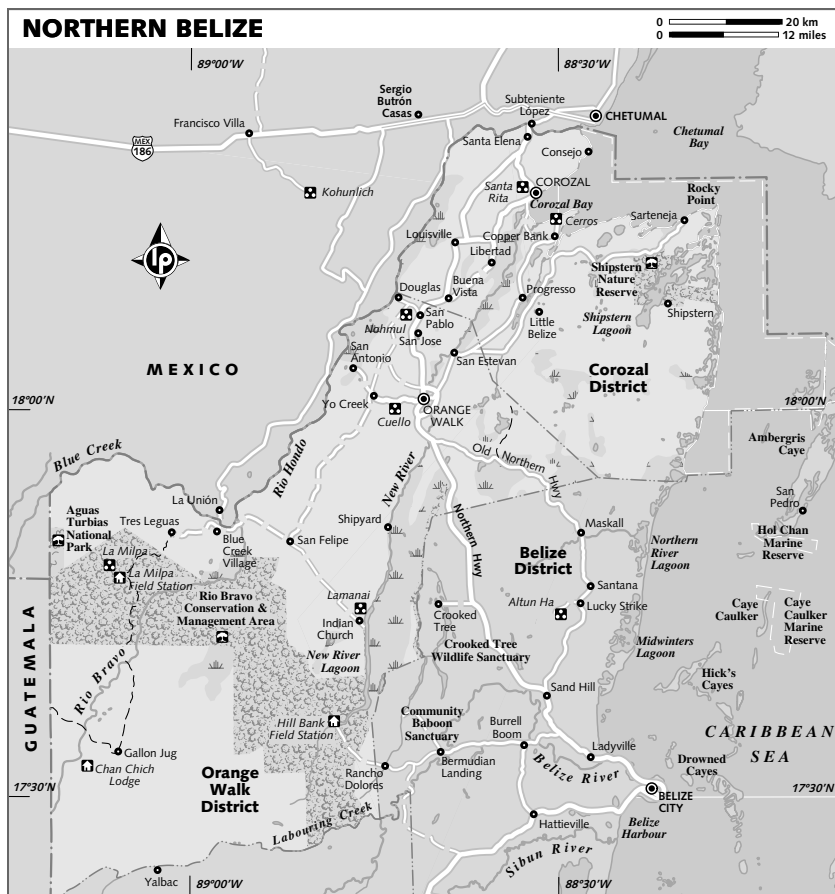 NORTHERN BELIZE
0 20 km
0 12 miles
89°00'W
88°30'W
Sergio
Butrón
Casas
Subteniente
López
CHETUMAL
Francisco Villa
MEX
186
Santa Elena
Chetumal
Bay
Consejo
Kohunlich
Santa
Rita
COROZAL
Corozal Bay
Cerros
Rocky
Point
Sarteneja
Louisville
Copper Bank
Libertad
Shipstern
Nature
Reserve
lp
Douglas
Buena
Vista
Progresso
Nohmul
San
Pablo
Little
Belize
Shipstern
Lagoon
Shipstern
San Jose
San
Antonio
San Estevan
MEXICO
Corozal
District
18°00'N
18°00'N
Yo Creek
Cuello
ORANGE
WALK
Blue Creek
Rio Hondo
New River
Old Northern Hwy
Ambergris
Caye
La Unión
San
Pedro
Aguas
Turbias
National
Park
Tres Leguas
Blue
Creek
Village
San Felipe
Shipyard
Northern Hwy
Maskall
Northern
River
Lagoon
Hol Chan
Marine
Reserve
La Milpa
La Milpa
Field Station
Belize
District
Santana
Rio Bravo
Conservation &
Management Area
Lamanai
Altun Ha
Lucky Strike
Caye
Caulker
Caye
Caulker
Marine
Reserve
Indian
Church
Crooked
Tree
GUATEMALA
New River
Lagoon
Crooked Tree
Wildlife Sanctuary
Midwinters
Lagoon
Rio Bravo
Hick's
Cayes
Sand Hill
Hill Bank
Field Station
Community
Baboon
Sanctuary
Burrell
Boom
CARIBBEAN
SEA
Gallon Jug
Chan Chich
Lodge
Ladyville
Orange
Walk
District
Rancho
Dolores
Bermudian
Landing
Belize River
Drowned
Cayes
17°30'N
17°30'N
BELIZE
CITY
Labouring Creek
Hattieville
Belize
Harbour
Sibun River
Yalbac
89°00'W
88°30'W